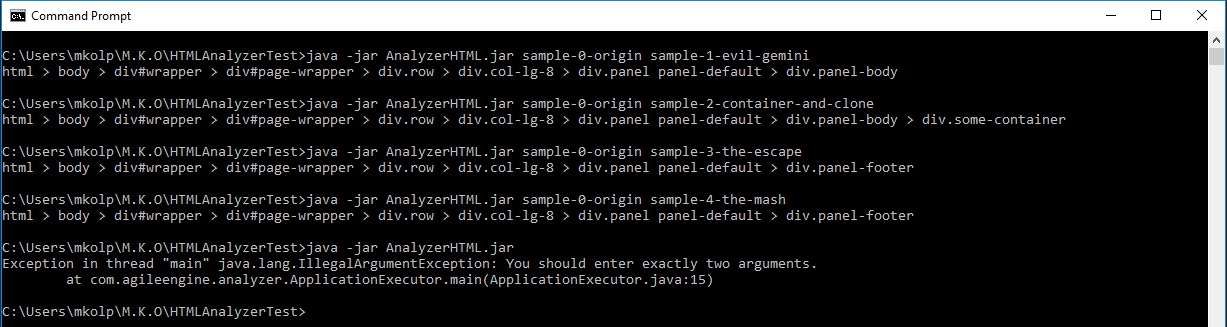 Command Prompt
C:\Users\mkolp\M.K.O\HTMLAnalyzerTest>java -jar AnalyzerHTML.jar sample-0-origin sample-1-evil-gemini
html > body > div#wrapper > div#page-wrapper > div.row > div.col-lg-8 > div.panel panel-default > div.panel-body
C:\Users\mkolp\M.K.O\HTMLAnalyzerTest>java -jar AnalyzerHTML.jar sample-0-origin sample-2-container-and-clone
html > body > div#wrapper > div#page-wrapper > div.row > div.col-lg-8 > div.panel panel-default > div.panel-body > div.some-container
C:\Users\mkolp\M.K.O\HTMLAnalyzerTest>java -jar AnalyzerHTML.jar sample-0-origin sample-3-the-escape
html > body > div#wrapper > div#page-wrapper > div.row > div.col-lg-8 > div.panel panel-default > div.panel-footer
C:\Users\mkolp\M.K.O\HTMLAnalyzerTest>java -jar AnalyzerHTML.jar sample-0-origin sample-4-the-mash
html > body > div#wrapper > div#page-wrapper > div.row > div.col-lg-8 > div.panel panel-default > div.panel-footer
C:\Users\mkolp\M.K.O\HTMLAnalyzerTest>java -jar AnalyzerHTML.jar
Exception in thread "main" java.lang.IllegalArgumentException: You should enter exactly two arguments.
at com.agileengine.analyzer.ApplicationExecutor.main(ApplicationExecutor.java:15)
C:\Users\mkolp\M.K.O\HTMLAnalyzerTest>